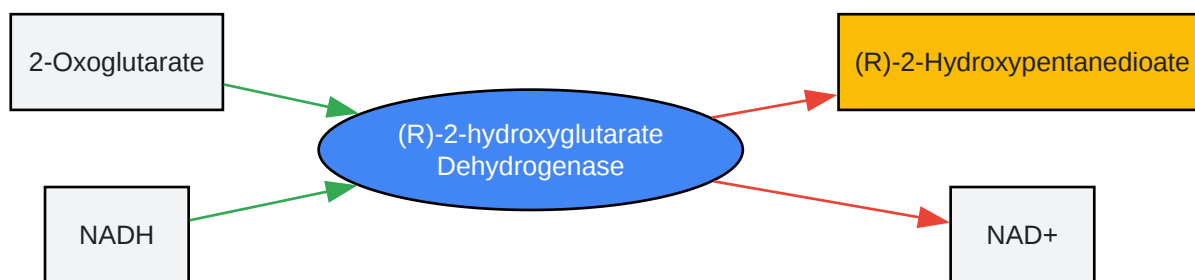 2-Oxoglutarate
(R)-2-Hydroxypentanedioate
(R)-2-hydroxyglutarate
Dehydrogenase
NADH
NAD+